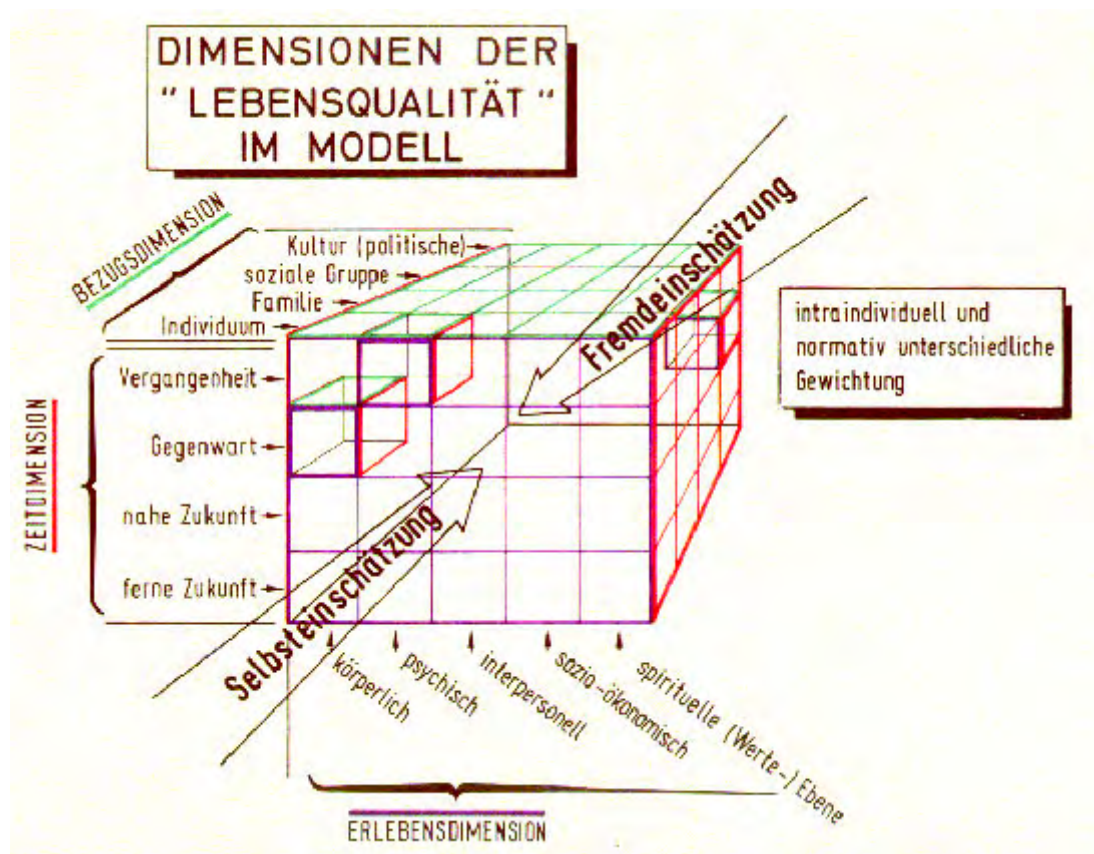 DIMENSIONEN DER
"LEBENSQUALITÄT"
IM MODELL
BEZUGSDIMENSION
Kultur (politische)
soziale Gruppe
Familie
Individuum
ZEITDIMENSION
Vergangenheit
Gegenwart
nahe Zukunft
ferne Zukunft
Fremdeinschätzung
Selbsteinschätzung
intraindividuell und
normativ unterschiedliche
Gewichtung
körperlich
psychisch
interpersonell
sozio-ökonomisch
spirituelle (Werte-) Ebene
ERLEBENSDIMENSION